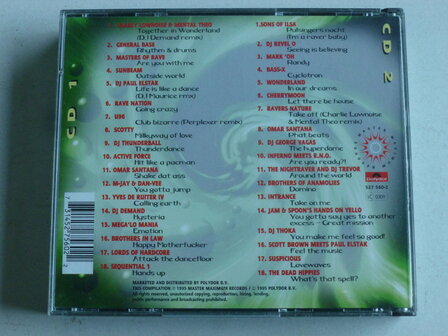 CD 1
1. CHARLY LOWNOISE & MENTAL THEO
Together in Wonderland
(DJ Demand remix)
2. GENERAL BASE
Rhythm & drums
3. MASTERS OF RAVE
Are you with me
4. SUNBEAM
Outside world
5. DJ PAUL ELSTAK
Life is like a dance
(DJ Maurice mix)
6. RAVE NATION
Going crazy
7. U96
Club bizarre (Perplexer remix)
8. SCOTTY
Milkyway of love
9. DJ THUNDERBALL
Thunderdance
10. ACTIVE FORCE
Hit like a pacman
11. OMAR SANTANA
Shake dat ass
12. M-JAY & DAN-VEE
You gotta jump
13. YVES DE RUITER IV
Calling earth
14. DJ DEMAND
Hysteria
15. MEGA'LO MANIA
Emotion
16. BROTHERS IN LAW
Happy Motherfucker
17. LORDS OF HARDCORE
Attack the dancefloor
18. SEQUENTIAL 1
Hands up
CD 2
1.SONS OF ILSA
Pulsinger's nacht
(I'm a raver baby)
2. DJ REVEL O
Seeing is believing
3. MARK 'OH
Randy
4. BASS-X
Cyclotron
5. WONDERLAND
In our dreams
6. CHERRYMOON
Let there be house
7. RAVERS NATURE
Take off (Charlie Lownoise
& Mental Theo remix)
8. OMAR SANTANA
Phat beats
9. DJ GEORGE VAGAS
The hyperdome
10. INFERNO MEETS R.N.O.
Are you ready?!
11. THE NIGHTRAVER AND DJ TREVOR
Around the world
12. BROTHERS OF ANAMOLIES
Domino
13. INTRANCE
Take on me
14. JAM & SPOON'S HANDS ON YELLO
You gotta say yes to another
excess - Great mission
15. DJ THOKA
You make me feel so good!
16. SCOTT BROWN MEETS PAUL ELSTAK
Feel the music
17. SUSPICIOUS
Lovewaves
18. THE DEAD HIPPIES
What's that spell?
Polydor
527 560-2
LC 0309
MARKETED AND DISTRIBUTED BY POLYDOR B.V.
THIS COMPILATION: © 1995 MASTER MAXIMIZER RECORDS / © 1995 POLYDOR B.V.
All rights reserved, unauthorized copying, reproduction, hiring, lending,
public performance and broadcasting prohibited.